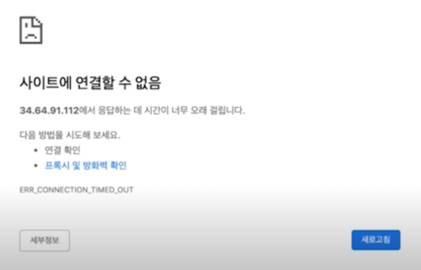 사이트에 연결할 수 없음
34.64.91.112에서 응답하는 데 시간이 너무 오래 걸립니다.
다음 방법을 시도해 보세요.
• 연결 확인
• 프록시 및 방화벽 확인
ERR_CONNECTION_TIMED_OUT
세부정보
새로고침